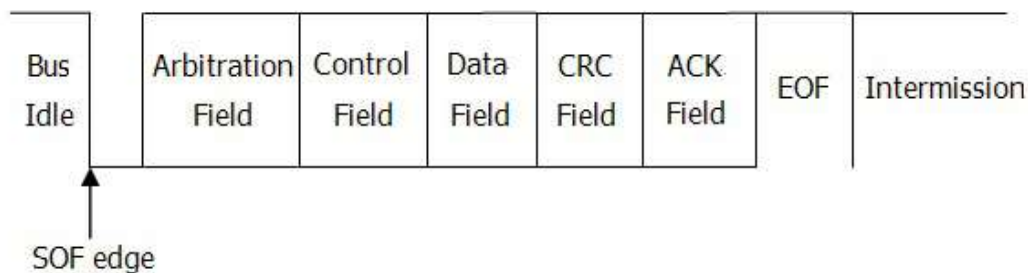 Bus
Idle
Arbitration
Field
Control
Field
Data
Field
CRC
Field
ACK
Field
EOF
Intermission
SOF edge